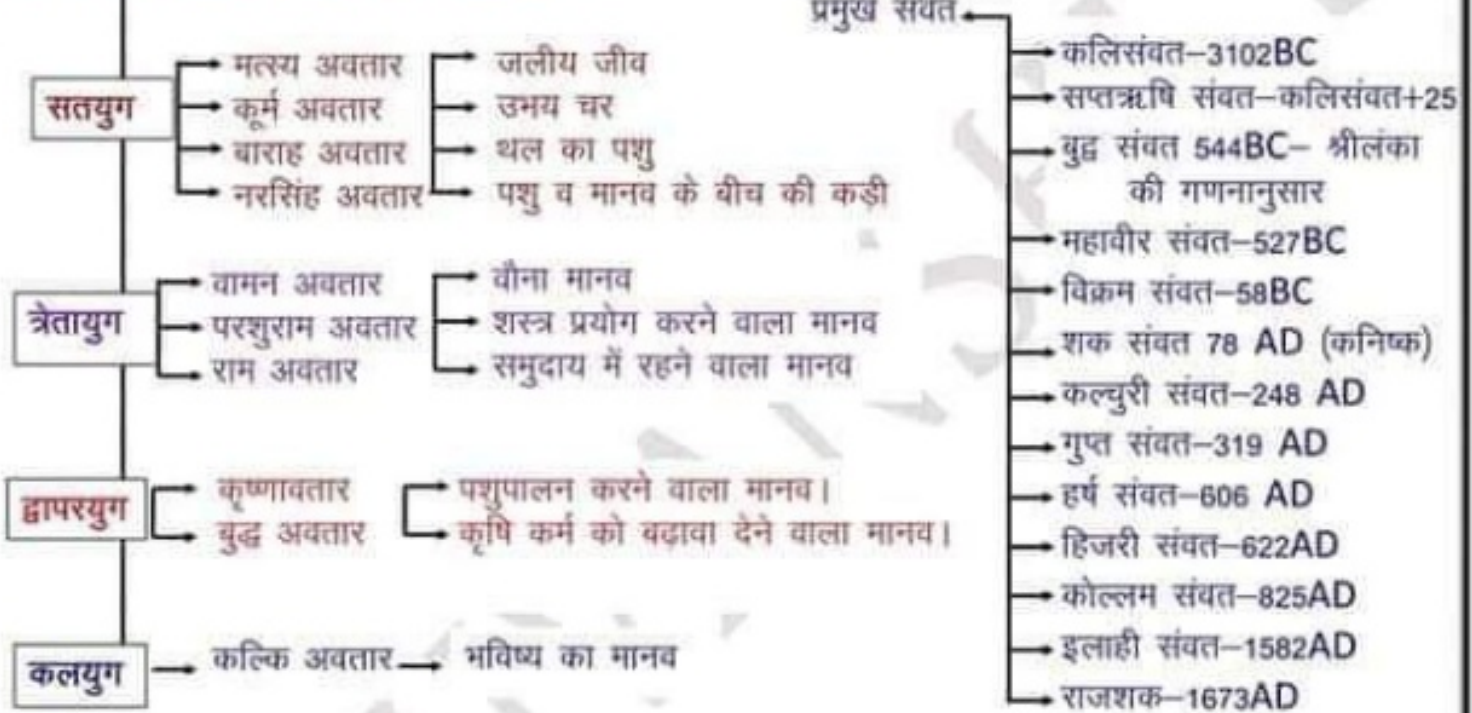 सतयुग
मत्स्य अवतार
कूर्म अवतार
बाराह अवतार
नरसिंह अवतार
जलीय जीव
उभय चर
थल का पशु
पशु व मानव के बीच की कड़ी
त्रेतायुग
वामन अवतार
परशुराम अवतार
राम अवतार
वौना मानव
शस्त्र प्रयोग करने वाला मानव
समुदाय में रहने वाला मानव
द्वापरयुग
कृष्णावतार
बुद्ध अवतार
पशुपालन करने वाला मानव।
कृषि कर्म को बढ़ावा देने वाला मानव।
कलयुग
कल्कि अवतार
भविष्य का मानव
प्रमुख संवत
कलिसंवत–3102BC
सप्तऋषि संवत–कलिसंवत+25
बुद्ध संवत 544BC– श्रीलंका
की गणनानुसार
महावीर संवत–527BC
विक्रम संवत–58BC
शक संवत 78 AD (कनिष्क)
कल्चुरी संवत–248 AD
गुप्त संवत–319 AD
हर्ष संवत–606 AD
हिजरी संवत–622AD
कोल्लम संवत–825AD
इलाही संवत–1582AD
राजशक–1673AD